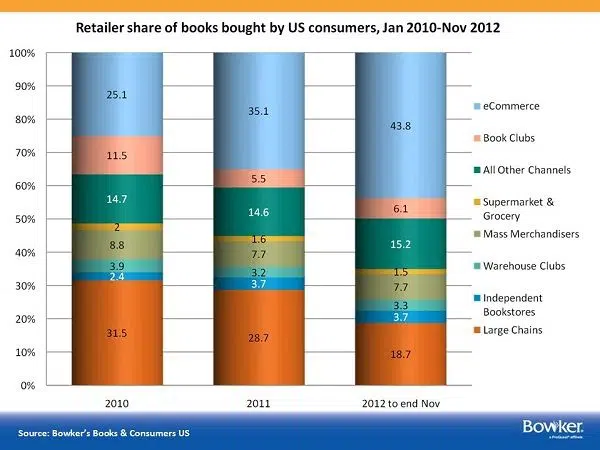 Retailer share of books bought by US consumers, Jan 2010-Nov 2012
100%
90%
80%
70%
60%
50%
40%
30%
20%
10%
0%
25.1
11.5
14.7
2
8.8
3.9
2.4
31.5
35.1
5.5
14.6
1.6
7.7
3.2
3.7
28.7
43.8
6.1
15.2
1.5
7.7
3.3
3.7
18.7
2010
2011
2012 to end Nov
eCommerce
Book Clubs
All Other Channels
Supermarket &
Grocery
Mass Merchandisers
Warehouse Clubs
Independent
Bookstores
Large Chains
Source: Bowker's Books & Consumers US
Bowker.
a ProQuest affiliate